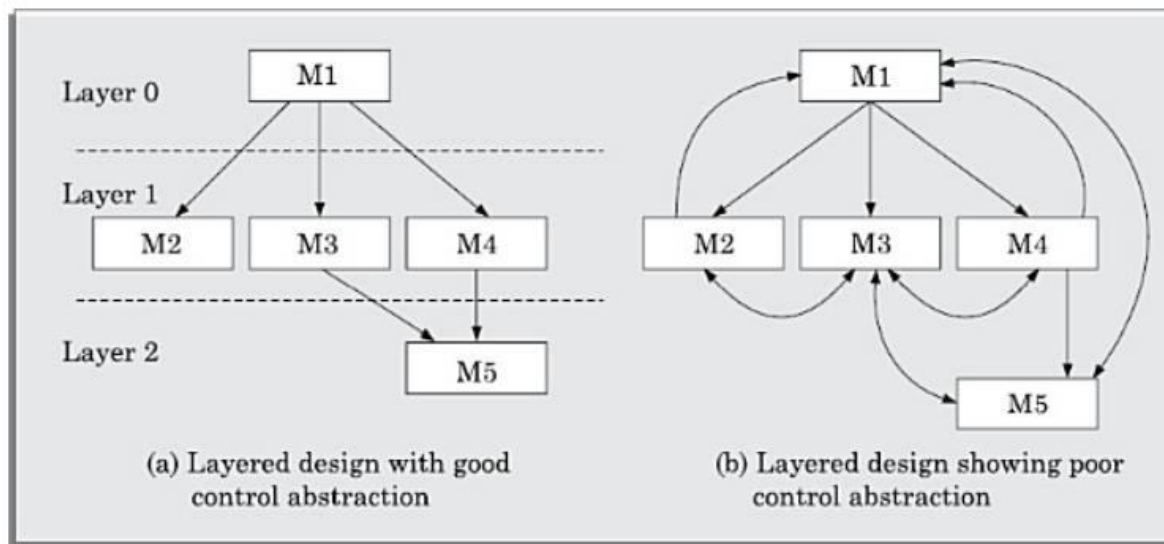 M1
Layer 0
Layer 1
M2
M3
M4
Layer 2
M5
(a) Layered design with good
control abstraction
M1
M2
M3
M4
M5
(b) Layered design showing poor
control abstraction